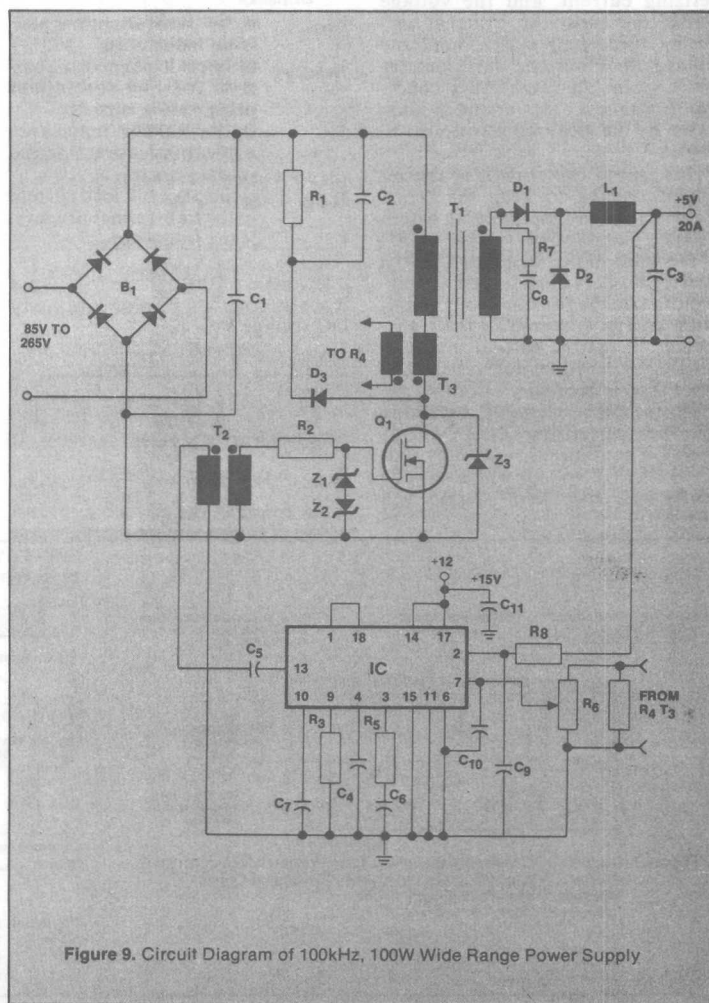 R1
C2
T1
D1
L1
+5V
20A
R7
C8
D2
C3
B1
C1
85V TO
265V
TO R4
T3
D3
Q1
T2
R2
Z1
Z2
Z3
+12
+15V
C11
1 18 14 17
C5
13
IC
2
R8
7
10 9 4 3 15 11 6
R6
FROM
R4 T3
R3
R5
C10
C9
C7
C4
C6
Figure 9. Circuit Diagram of 100kHz, 100W Wide Range Power Supply